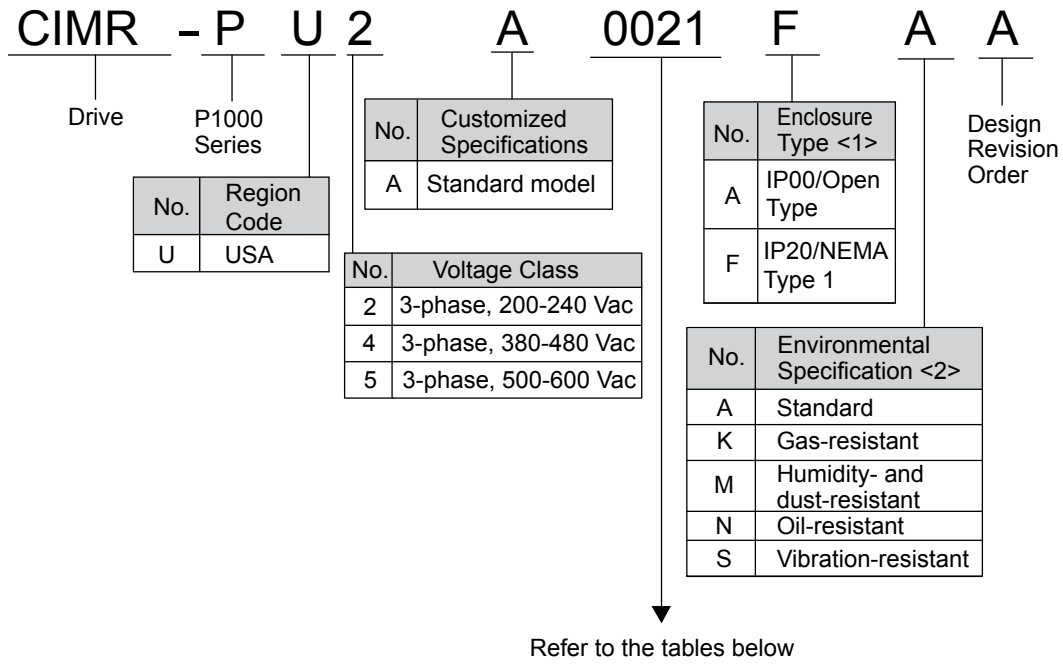 CIMR - P U 2 A 0021 F A A
Drive
P1000
Series
No. Region
Code
U USA
No. Customized
Specifications
A Standard model
No. Voltage Class
2 3-phase, 200-240 Vac
4 3-phase, 380-480 Vac
5 3-phase, 500-600 Vac
No. Enclosure
Type <1>
A IP00/Open
Type
F IP20/NEMA
Type 1
No. Environmental
Specification <2>
A Standard
K Gas-resistant
M Humidity- and
dust-resistant
N Oil-resistant
S Vibration-resistant
Design
Revision
Order
Refer to the tables below